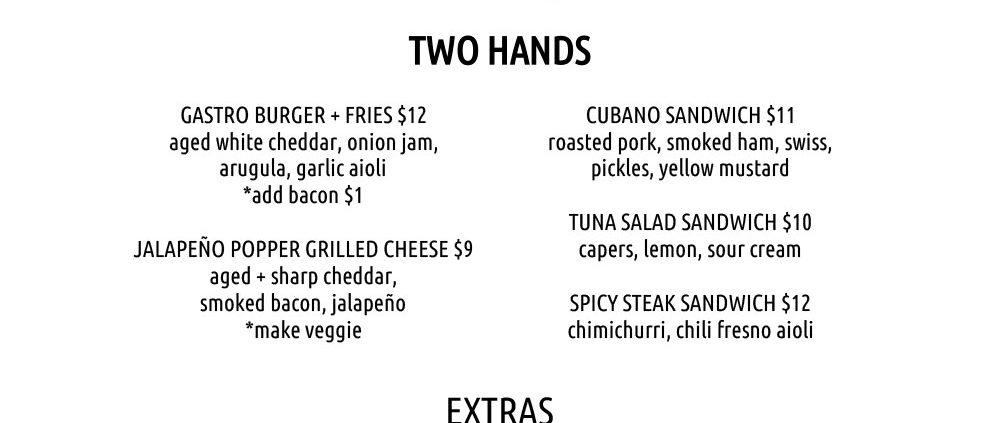 TWO HANDS
GASTRO BURGER + FRIES $12
aged white cheddar, onion jam,
arugula, garlic aioli
*add bacon $1
JALAPEÑO POPPER GRILLED CHEESE $9
aged + sharp cheddar,
smoked bacon, jalapeño
*make veggie
CUBANO SANDWICH $11
roasted pork, smoked ham, swiss,
pickles, yellow mustard
TUNA SALAD SANDWICH $10
capers, lemon, sour cream
SPICY STEAK SANDWICH $12
chimichurri, chili fresno aioli
EXTRAS